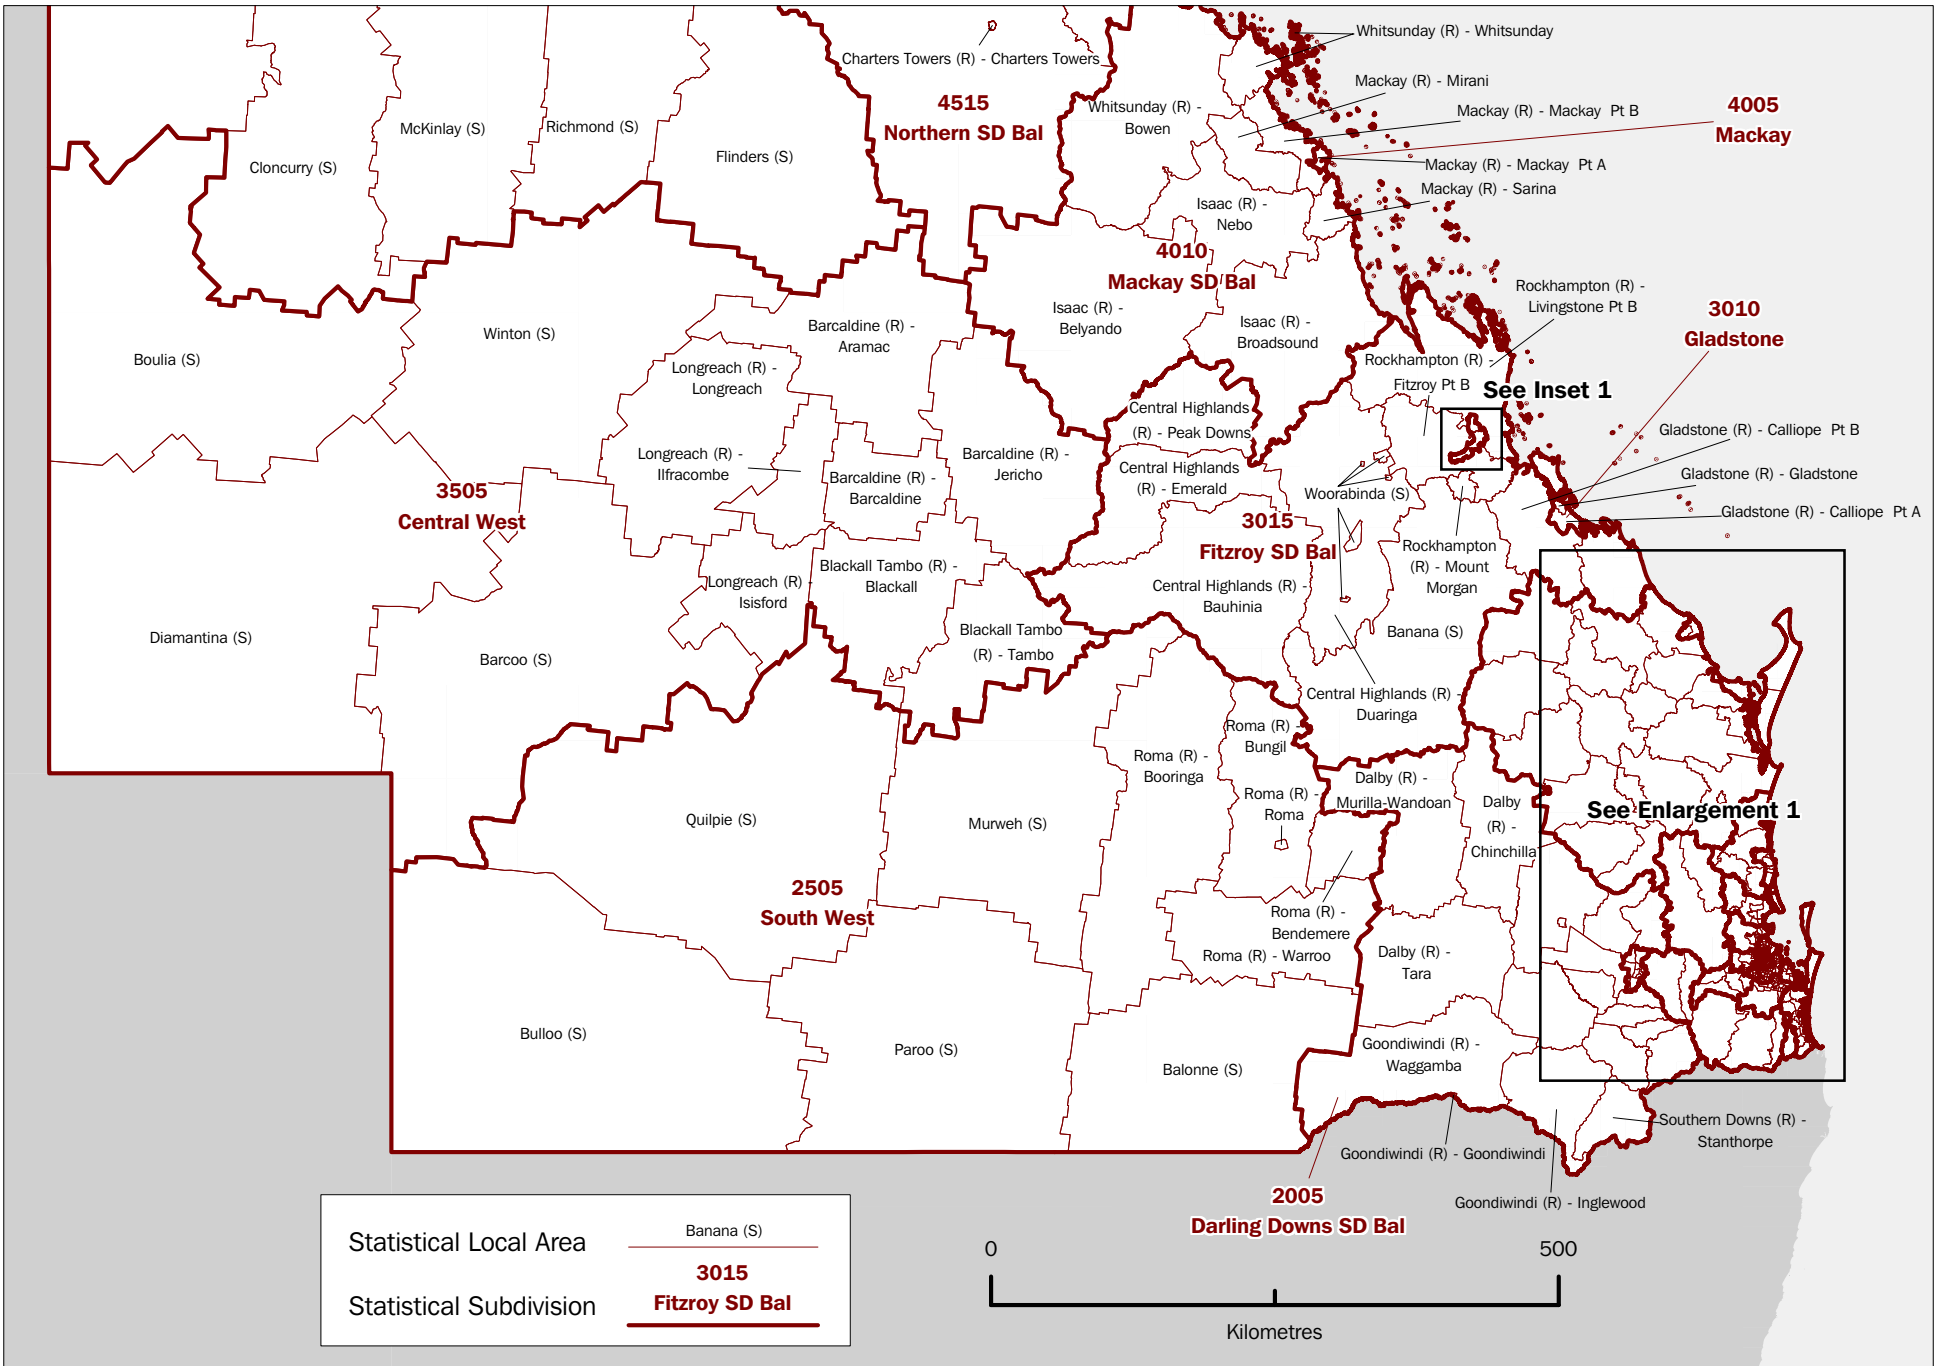 Whitsunday (R) - Whitsunday
Charters Towers (R) - Charters Towers
Mackay (R) - Mirani
4515
Northern SD Bal
Whitsunday (R) -
Bowen
Mackay (R) - Mackay  Pt B
4005
Mackay
McKinlay (S)
Richmond (S)
Flinders (S)
Cloncurry (S)
Mackay (R) - Mackay  Pt A
Mackay (R) - Sarina
Isaac (R) -
Nebo
4010
Mackay SD Bal
Rockhampton (R) -
Livingstone Pt B
3010
Gladstone
Isaac (R) -
Belyando
Isaac (R) -
Broadsound
Winton (S)
Barcaldine (R) -
Aramac
Boulia (S)
Longreach (R) -
Longreach
Rockhampton (R) -
Fitzroy Pt B
See Inset 1
Central Highlands
(R) - Peak Downs
Gladstone (R) - Calliope  Pt B
Longreach (R) -
Ilfracombe
Barcaldine (R) -
Barcaldine
Barcaldine (R) -
Jericho
Central Highlands
(R) - Emerald
Gladstone (R) - Gladstone
Woorabinda (S)
3505
Central West
Gladstone (R) - Calliope  Pt A
3015
Fitzroy SD Bal
Rockhampton
(R) - Mount
Morgan
Blackall Tambo (R) -
Blackall
Longreach (R) -
Isisford
Central Highlands (R) -
Bauhinia
Diamantina (S)
Barcoo (S)
Blackall Tambo
(R) - Tambo
Banana (S)
Central Highlands (R) -
Duaringa
Roma (R) -
Bungil
Roma (R) -
Booringa
Dalby (R) -
Murilla-Wandoan
Roma (R) -
Roma
Dalby
(R) -
Chinchilla
See Enlargement 1
Quilpie (S)
Murweh (S)
2505
South West
Roma (R) -
Bendemere
Roma (R) - Warroo
Dalby (R) -
Tara
Bulloo (S)
Paroo (S)
Balonne (S)
Goondiwindi (R) -
Waggamba
Southern Downs (R) -
Stanthorpe
Goondiwindi (R) - Goondiwindi
Goondiwindi (R) - Inglewood
2005
Darling Downs SD Bal
Statistical Local Area
Banana (S)
Statistical Subdivision
3015
Fitzroy SD Bal
0
500
Kilometres